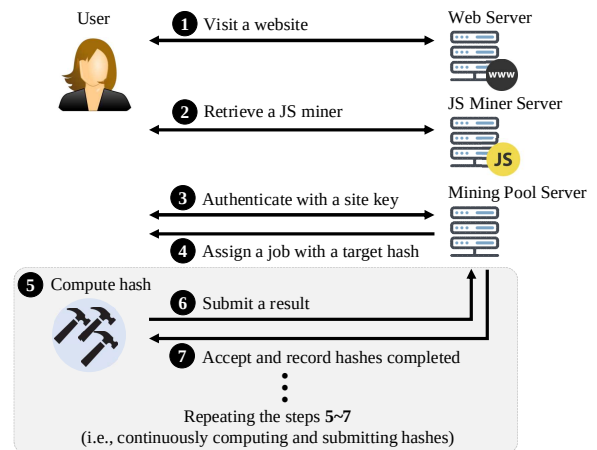 User
Web Server
1 Visit a website
www
JS Miner Server
2 Retrieve a JS miner
JS
Mining Pool Server
3 Authenticate with a site key
4 Assign a job with a target hash
5 Compute hash
6 Submit a result
7 Accept and record hashes completed
Repeating the steps 5~7
(i.e., continuously computing and submitting hashes)